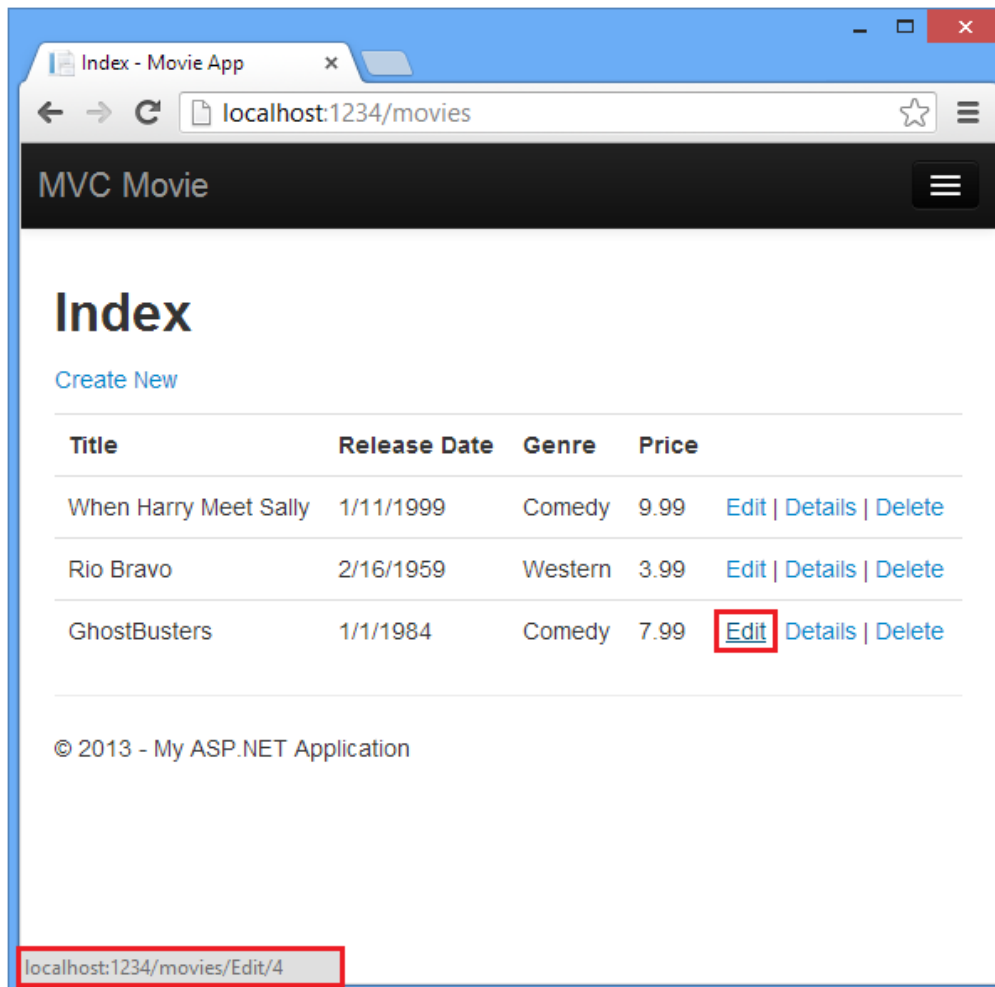 Index - Movie App
localhost:1234/movies
MVC Movie
Index
Create New
Title Release Date Genre Price
When Harry Meet Sally 1/11/1999 Comedy 9.99 Edit | Details | Delete
Rio Bravo 2/16/1959 Western 3.99 Edit | Details | Delete
GhostBusters 1/1/1984 Comedy 7.99 Edit Details | Delete
© 2013 - My ASP.NET Application
localhost:1234/movies/Edit/4